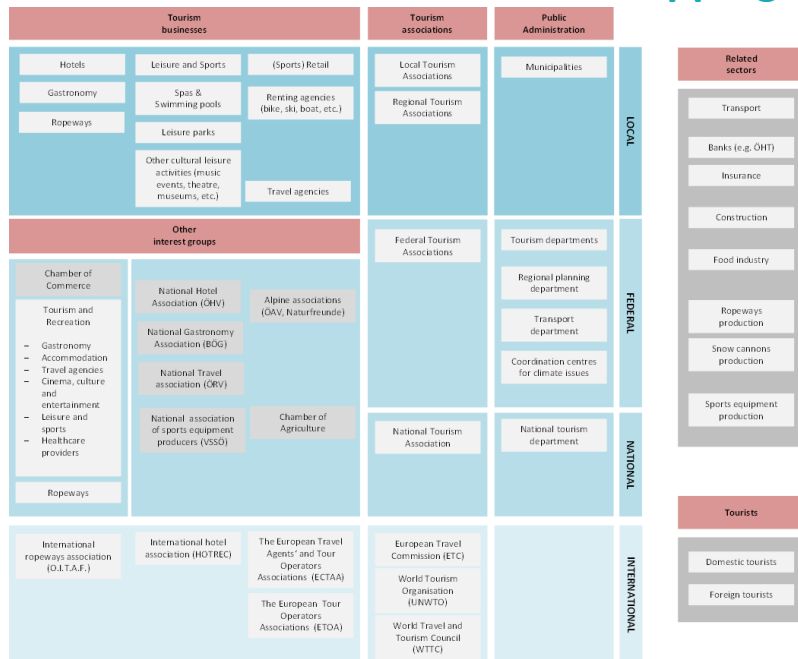 pping
Tourism
businesses
Tourism
associations
Public
Administration
Hotels
Gastronomy
Ropeways
Leisure and Sports
Spas &
Swimming pools
Leisure parks
Other cultural leisure
activities (music
events, theatre,
museums, etc.)
(Sports) Retail
Renting agencies
(bike, ski, boat, etc.)
Travel agencies
Local Tourism
Associations
Regional Tourism
Associations
Municipalities
LOCAL
Other
interest groups
Chamber of
Commerce
Tourism and
Recreation
– Gastronomy
– Accommodation
– Travel agencies
– Cinema, culture
and
entertainment
– Leisure and
sports
– Healthcare
providers
Ropeways
National Hotel
Association (ÖHV)
National Gastronomy
Association (BÖG)
National Travel
association (ÖRV)
National association
of sports equipment
producers (VSSÖ)
Alpine associations
(ÖAV, Naturfreunde)
Chamber of
Agriculture
Federal Tourism
Associations
Tourism departments
Regional planning
department
Transport
department
Coordination centres
for climate issues
FEDERAL
National Tourism
Association
National tourism
department
NATIONAL
International
ropeways association
(O.I.T.A.F.)
International hotel
association (HOTREC)
The European Travel
Agents’ and Tour
Operators
Associations (ECTAA)
The European Tour
Operators
Associations (ETOA)
European Travel
Commission (ETC)
World Tourism
Organisation
(UNWTO)
World Travel and
Tourism Council
(WTTC)
INTERNATIONAL
Related
sectors
Transport
Banks (e.g. ÖHT)
Insurance
Construction
Food industry
Ropeways
production
Snow cannons
production
Sports equipment
production
Tourists
Domestic tourists
Foreign tourists